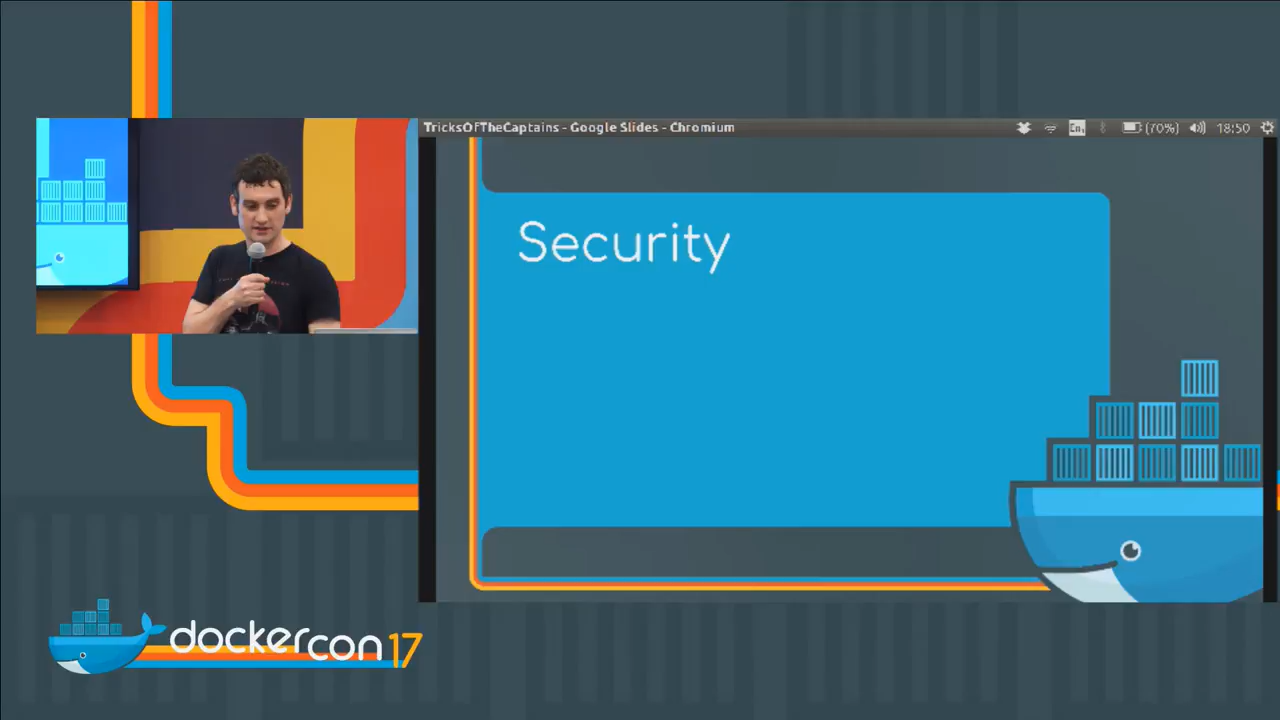 TricksOfTheCaptains - Google Slides - Chromium
(70%)
18:50
Security
dockercon17